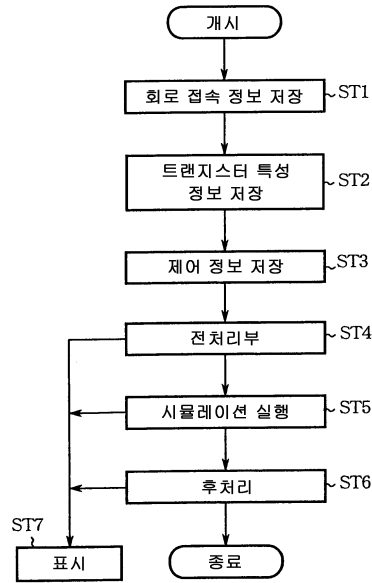 개시
회로 접속 정보 저장
ST1
트랜지스터 특성
정보 저장
ST2
제어 정보 저장
ST3
전처리부
ST4
시뮬레이션 실행
ST5
후처리
ST6
ST7
표시
종료